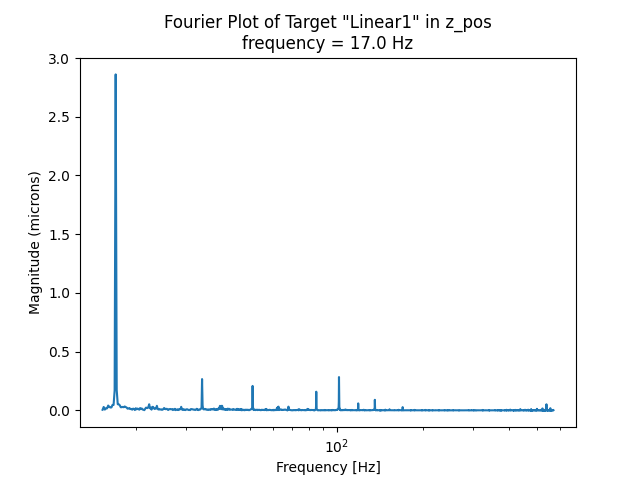 Fourier Plot of Target "Linear1" in z_pos
frequency = 17.0 Hz
3.0
2.5
2.0
1.5
1.0
0.5
0.0
Magnitude (microns)
10²
Frequency [Hz]